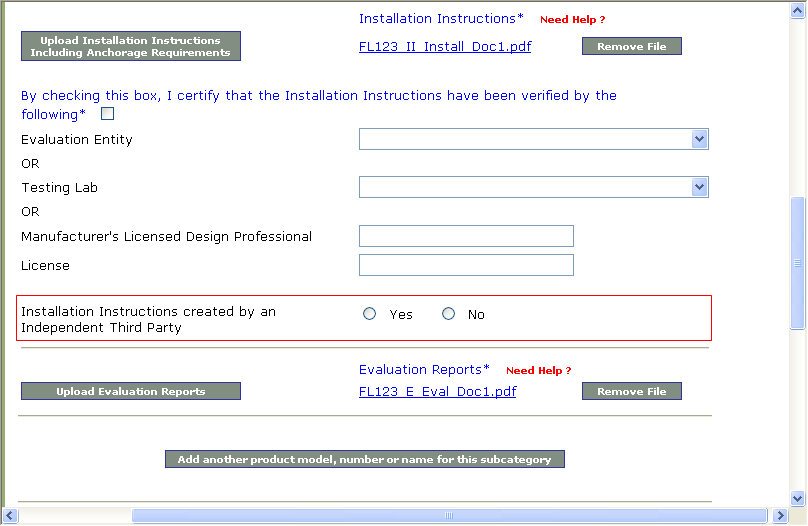 Installation Instructions* Need Help ?
Upload Installation Instructions
Including Anchorage Requirements
FL123_II_Install_Doc1.pdf
Remove File
By checking this box, I certify that the Installation Instructions have been verified by the
following*
Evaluation Entity
OR
Testing Lab
OR
Manufacturer's Licensed Design Professional
License
Installation Instructions created by an
Independent Third Party
Yes No
Evaluation Reports* Need Help ?
Upload Evaluation Reports
FL123_E_Eval_Doc1.pdf
Remove File
Add another product model, number or name for this subcategory